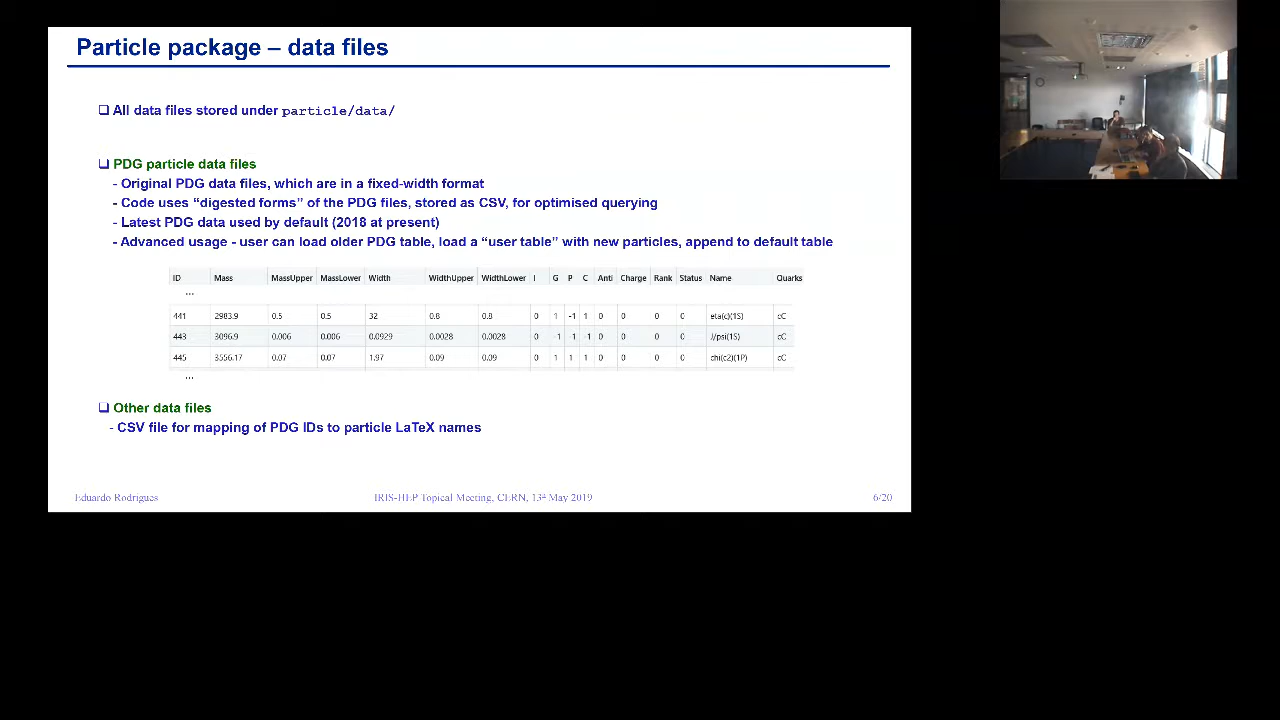 Particle package – data files
❑ All data files stored under particle/data/
❑ PDG particle data files
- Original PDG data files, which are in a fixed-width format
- Code uses “digested forms” of the PDG files, stored as CSV, for optimised querying
- Latest PDG data used by default (2018 at present)
- Advanced usage - user can load older PDG table, load a “user table” with new particles, append to default table
ID Mass MassUpper MassLower Width WidthUpper WidthLower I G P C Anti Charge Rank Status Name Quarks
...
441 2983.9 0.5 0.5 32 0.8 0.8 0 1 -1 1 0 0 0 0 eta(c)(1S) cC
443 3096.9 0.006 0.006 0.0929 0.0028 0.0028 0 -1 -1 -1 0 0 0 0 J/psi(1S) cC
445 3556.17 0.07 0.07 1.97 0.09 0.09 0 1 1 1 0 0 0 0 chi(c2)(1P) cC
...
❑ Other data files
- CSV file for mapping of PDG IDs to particle LaTeX names
Eduardo Rodrigues IRIS-HEP Topical Meeting, CERN, 13th May 2019 6/20